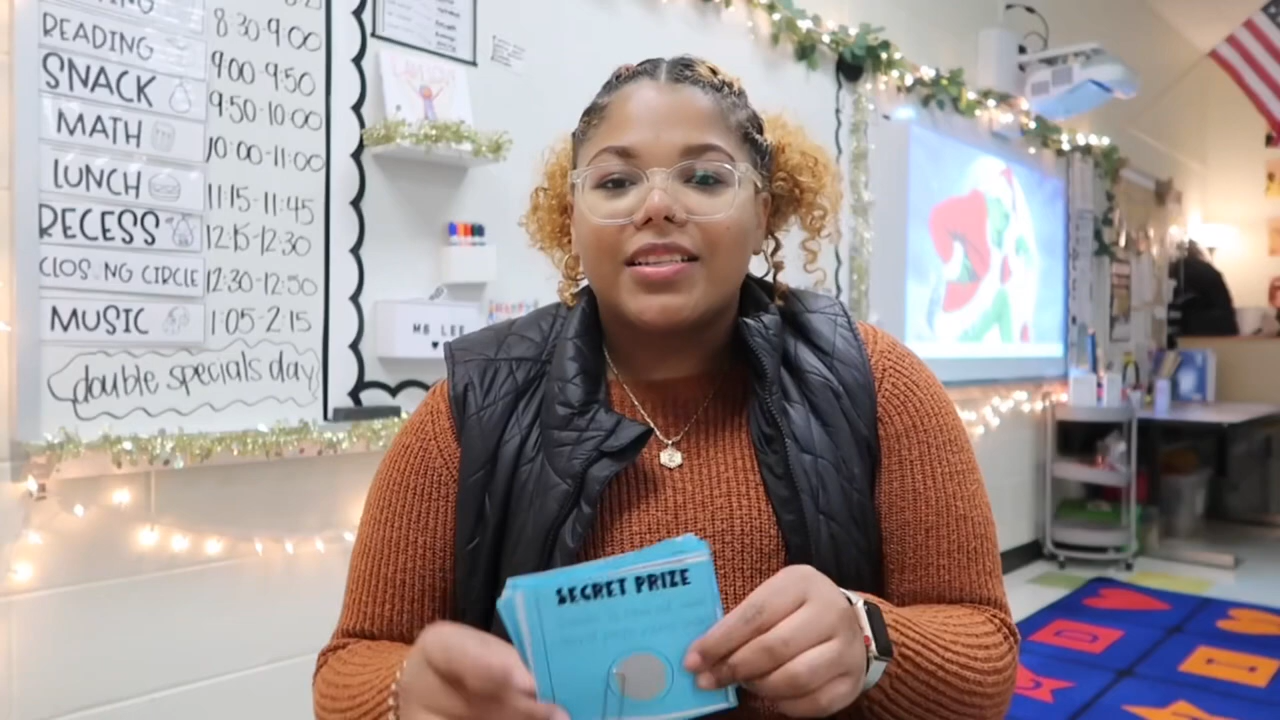 8:30-9:00
READING 9:00-9:50
SNACK 9:50-10:00
MATH 10:00-11:00
LUNCH 11:15-11:45
RECESS 12:15-12:30
CLOS NG CIRCLE 12:30-12:50
MUSIC 1:05-2:15
double specials day
MS LEE
SECRET PRIZE